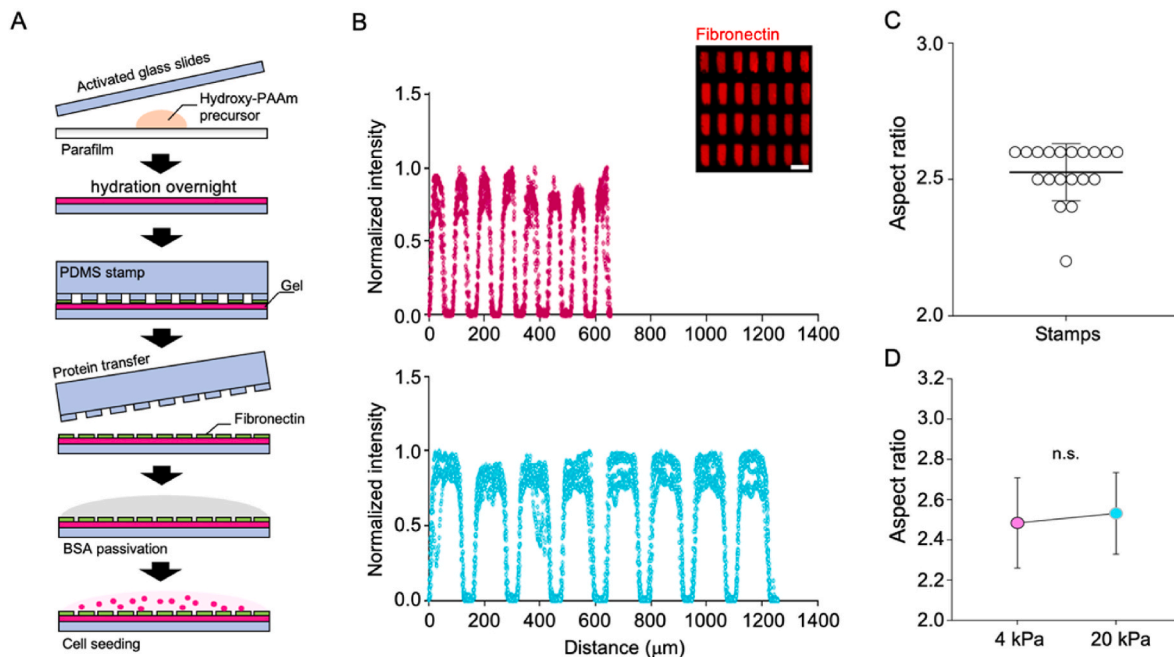 A
Activated glass slides
Hydroxy-PAAm
precursor
Parafilm
hydration overnight
PDMS stamp
Gel
Protein transfer
Fibronectin
BSA passivation
Cell seeding
B
Fibronectin
Normalized intensity
1.5
1.0
0.5
0.0
0 200 400 600 800 1000 1200 1400
Normalized intensity
1.5
1.0
0.5
0.0
0 200 400 600 800 1000 1200 1400
Distance (μm)
C
Aspect ratio
3.0
2.5
2.0
Stamps
D
Aspect ratio
3.2
3.0
2.8
2.6
2.4
2.2
2.0
n.s.
4 kPa 20 kPa